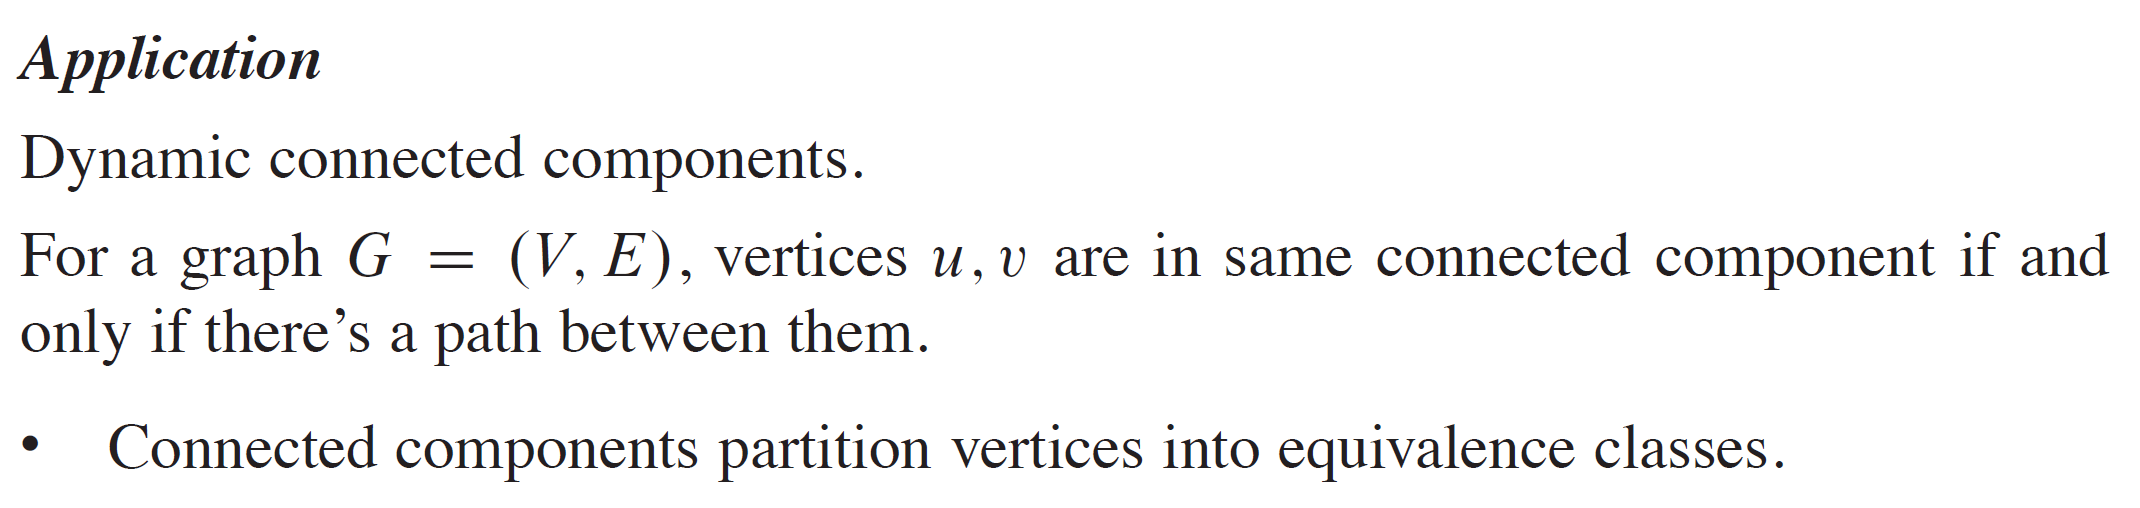 Application
Dynamic connected components.
For a graph G = (V, E), vertices u, v are in same connected component if and
only if there’s a path between them.
• Connected components partition vertices into equivalence classes.